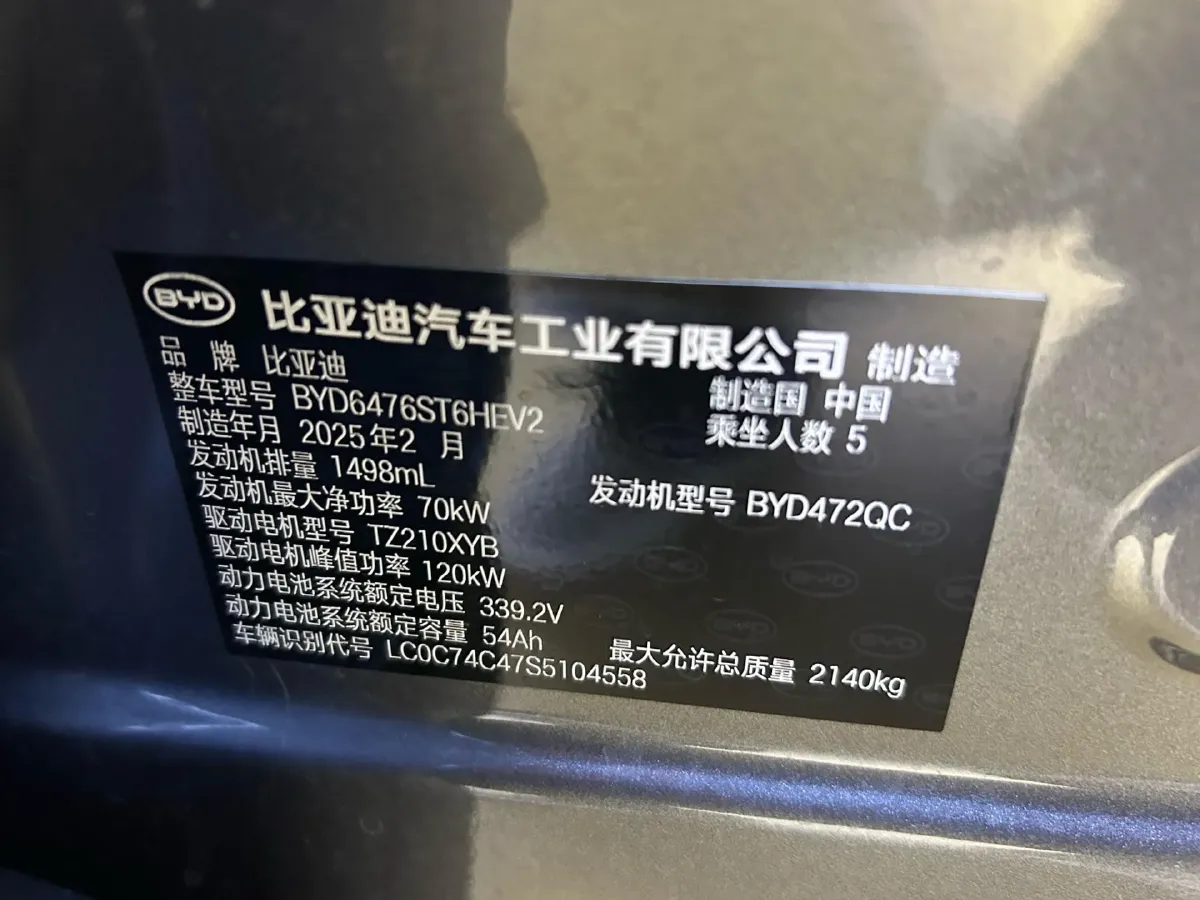 BYD 比亚迪汽车工业有限公司 制造
品 牌 比亚迪
制造国 中国
整车型号 BYD6476ST6HEV2
乘坐人数 5
制造年月 2025年2 月
发动机排量 1498mL
发动机型号 BYD472QC
发动机最大净功率 70kW
驱动电机型号 TZ210XYB
驱动电机峰值功率 120kW
动力电池系统额定电压 339.2V
动力电池系统额定容量 54Ah
最大允许总质量 2140kg
车辆识别代号 LC0C74C47S5104558